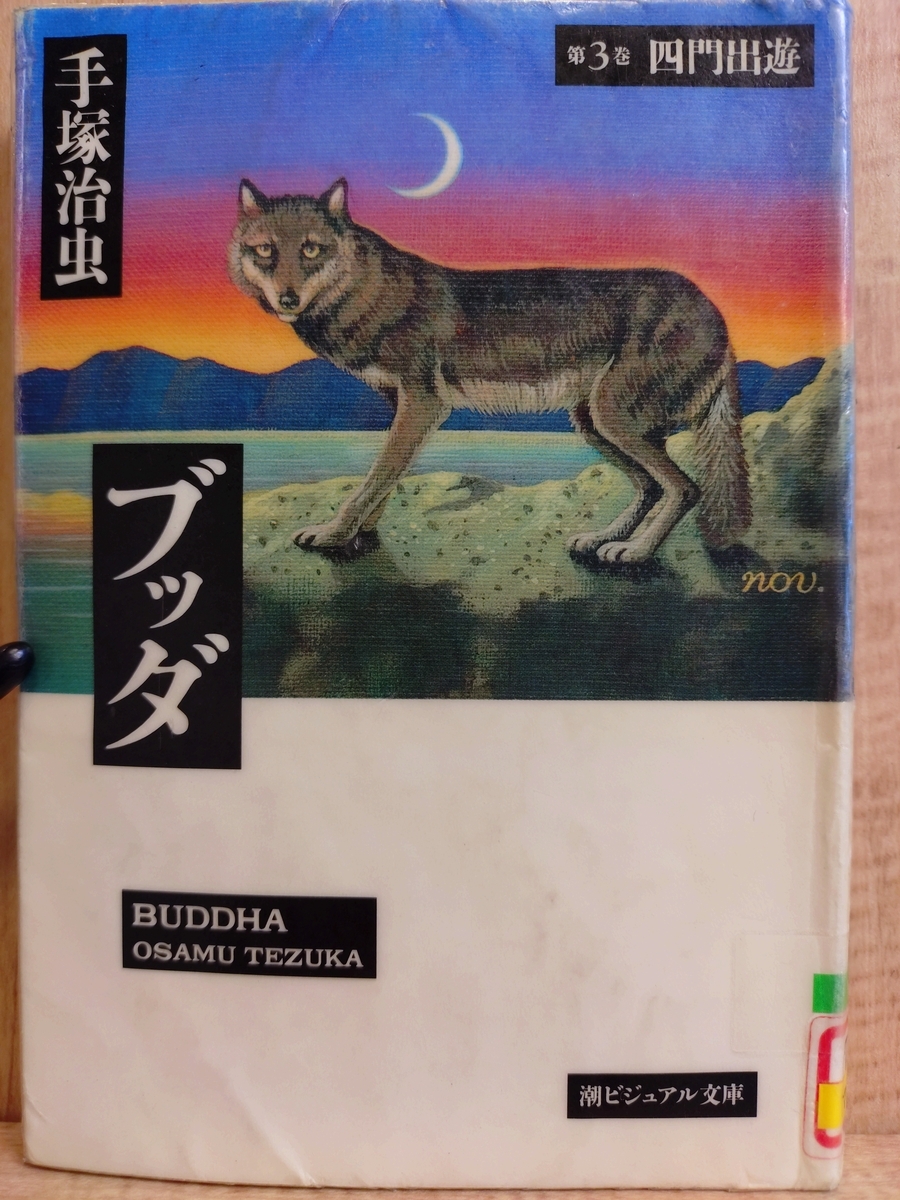 手塚治虫
第3巻 四門出遊
nov.
ブッダ
BUDDHA
OSAMU TEZUKA
潮ビジュアル文庫